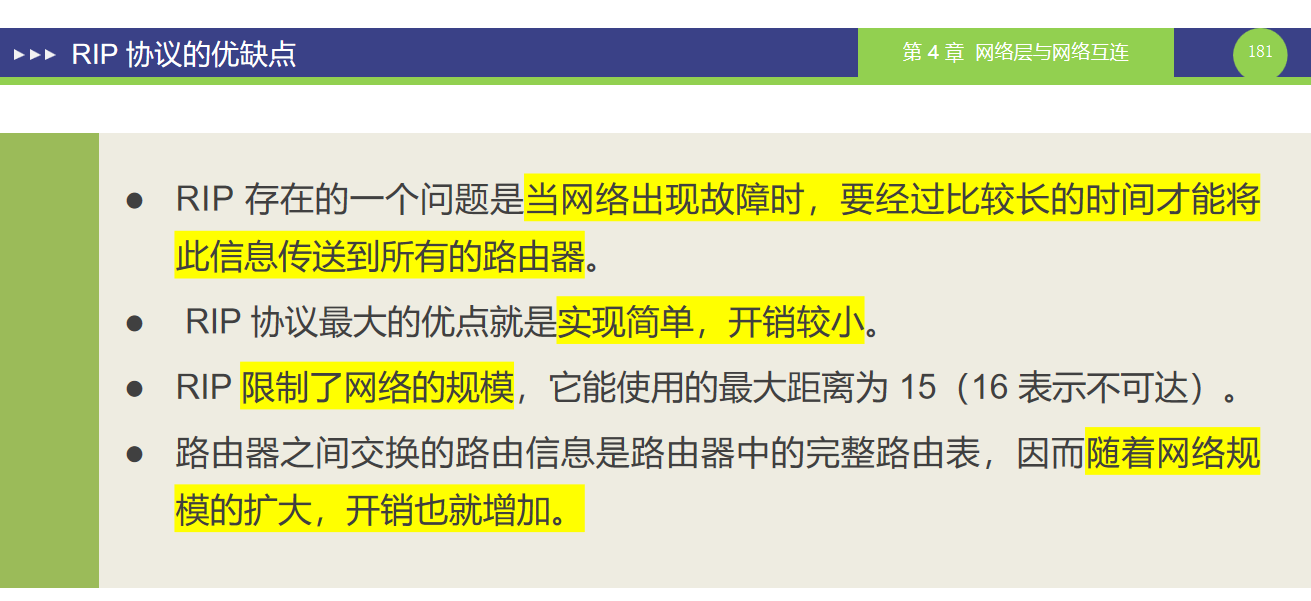 RIP 协议的优缺点
第 4 章 网络层与网络互连
181
● RIP 存在的一个问题是当网络出现故障时，要经过比较长的时间才能将
此信息传送到所有的路由器。
● RIP 协议最大的优点就是实现简单，开销较小。
● RIP 限制了网络的规模，它能使用的最大距离为 15（16 表示不可达）。
● 路由器之间交换的路由信息是路由器中的完整路由表，因而随着网络规
模的扩大，开销也就增加。